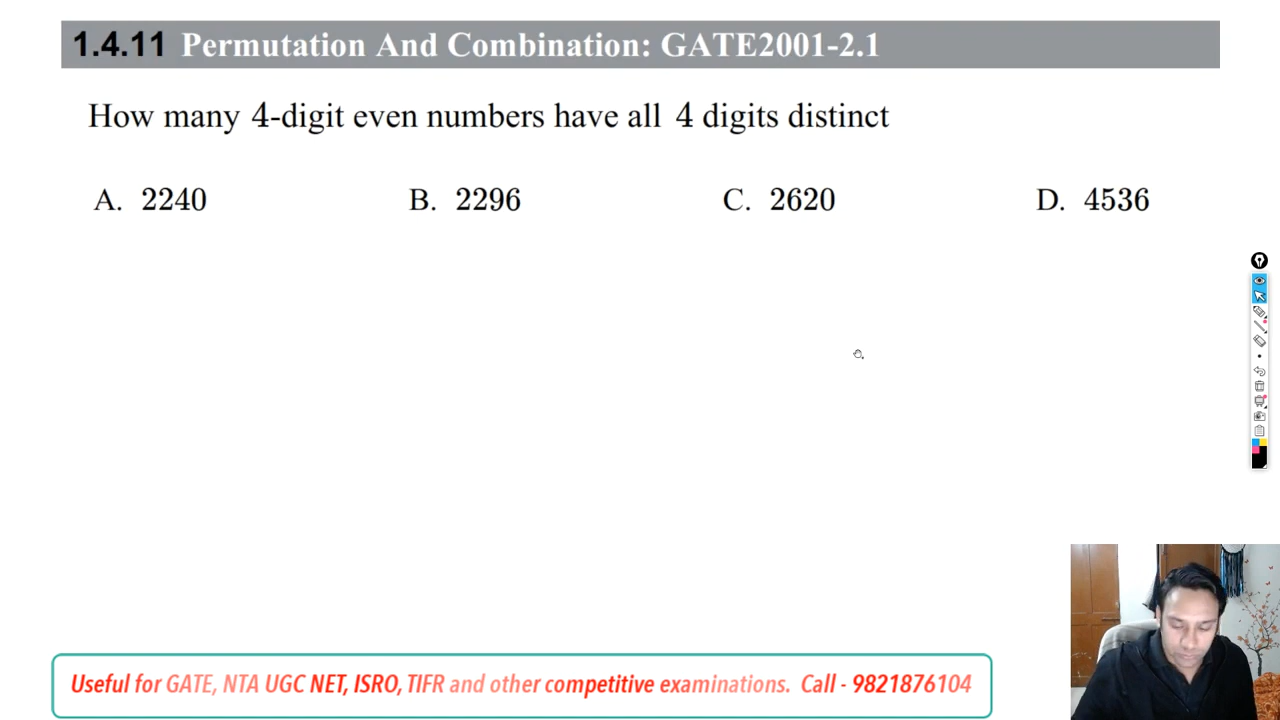 1.4.11 Permutation And Combination: GATE2001-2.1
How many 4-digit even numbers have all 4 digits distinct
A. 2240 B. 2296 C. 2620 D. 4536
Useful for GATE, NTA UGC NET, ISRO, TIFR and other competitive examinations. Call - 9821876104